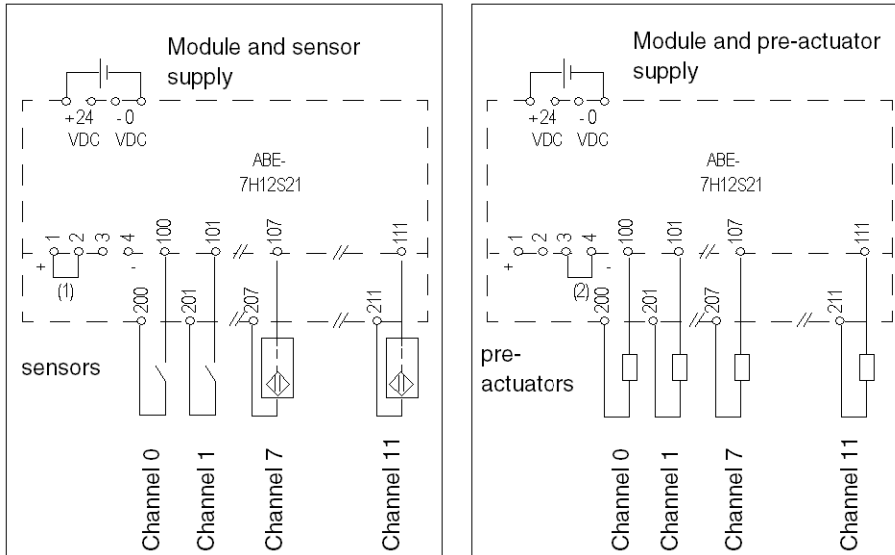 Module and sensor
supply
+24
VDC
- 0
VDC
ABE-
7H12S21
1
2
3
4
100
101
107
111
+
(1)
-
200
201
207
211
sensors
Channel 0
Channel 1
Channel 7
Channel 11
Module and pre-actuator
supply
+24
VDC
- 0
VDC
ABE-
7H12S21
1
2
3
4
100
101
107
111
+
(2)
-
200
201
207
211
pre-
actuators
Channel 0
Channel 1
Channel 7
Channel 11